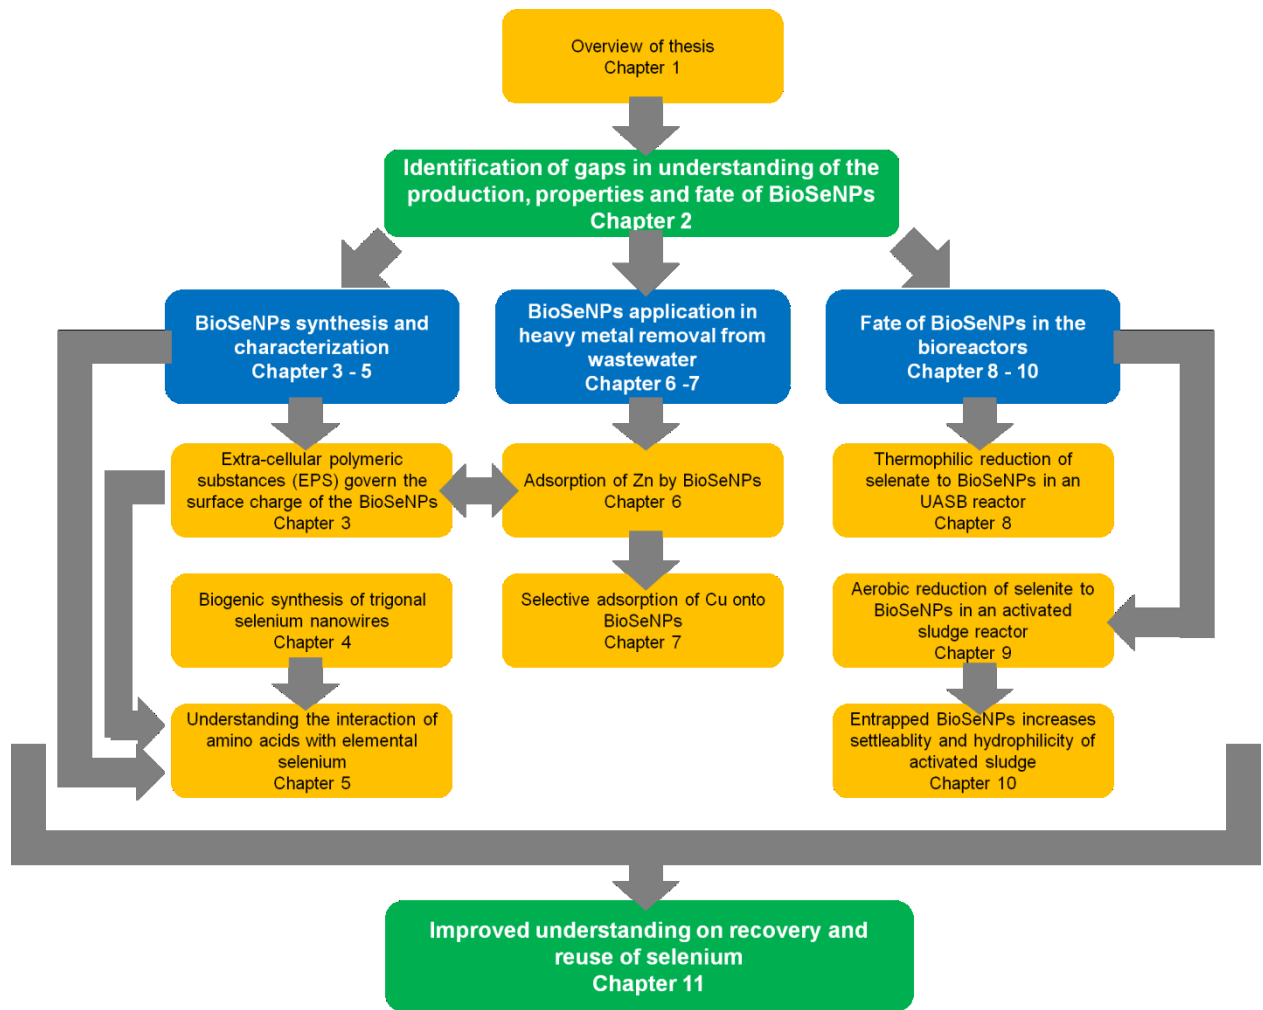 Overview of thesis
Chapter 1
Identification of gaps in understanding of the
production, properties and fate of BioSeNPs
Chapter 2
BioSeNPs synthesis and
characterization
Chapter 3 - 5
BioSeNPs application in
heavy metal removal from
wastewater
Chapter 6 -7
Fate of BioSeNPs in the
bioreactors
Chapter 8 - 10
Extra-cellular polymeric
substances (EPS) govern the
surface charge of the BioSeNPs
Chapter 3
Adsorption of Zn by BioSeNPs
Chapter 6
Thermophilic reduction of
selenate to BioSeNPs in an
UASB reactor
Chapter 8
Biogenic synthesis of trigonal
selenium nanowires
Chapter 4
Selective adsorption of Cu onto
BioSeNPs
Chapter 7
Aerobic reduction of selenite to
BioSeNPs in an activated
sludge reactor
Chapter 9
Understanding the interaction of
amino acids with elemental
selenium
Chapter 5
Entrapped BioSeNPs increases
settleablity and hydrophilicity of
activated sludge
Chapter 10
Improved understanding on recovery and
reuse of selenium
Chapter 11